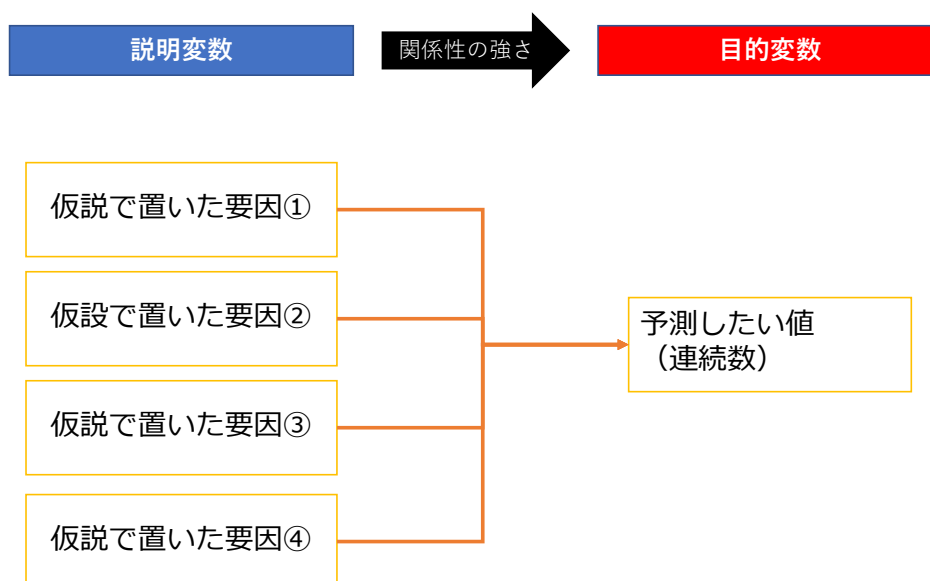 説明変数
関係性の強さ
目的変数
仮説で置いた要因①
仮設で置いた要因②
仮説で置いた要因③
仮説で置いた要因④
予測したい値
（連続数）